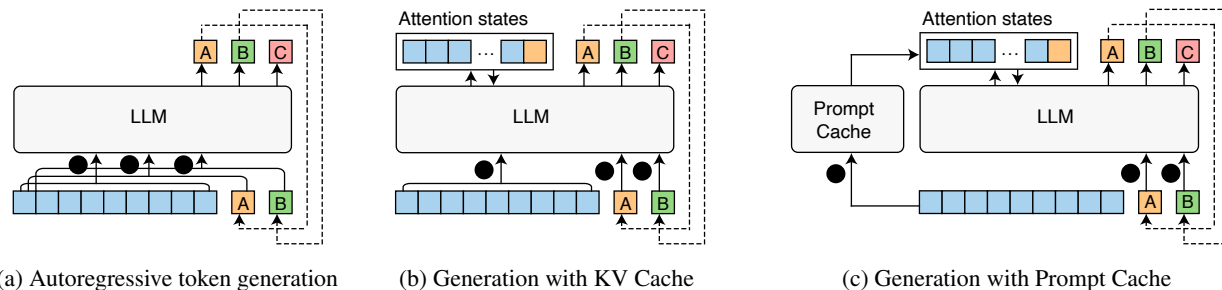 A B C
LLM
A B
(a) Autoregressive token generation
Attention states
...
A B C
LLM
A B
(b) Generation with KV Cache
Attention states
...
A B C
Prompt
Cache
LLM
A B
(c) Generation with Prompt Cache